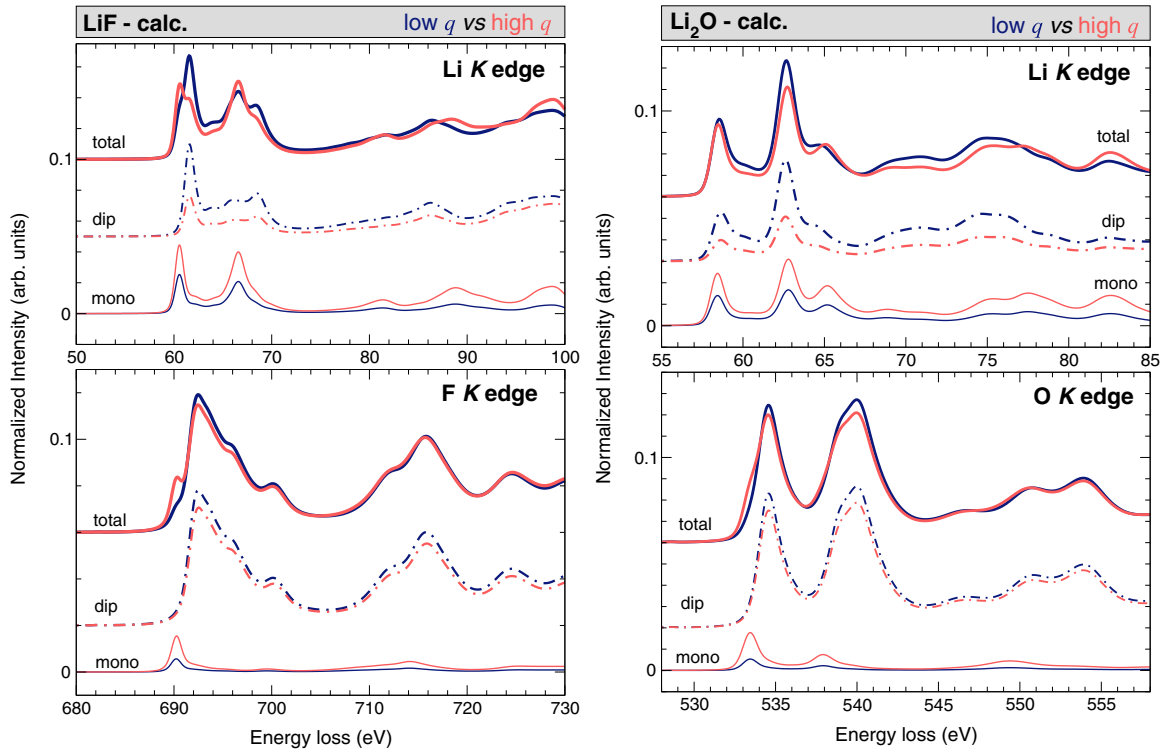 LiF - calc. low q vs high q
Li K edge
total
dip
mono
0.1
0
50 60 70 80 90 100
F K edge
total
dip
mono
0.1
0
680 690 700 710 720 730
Energy loss (eV)
Normalized Intensity (arb. units)
Li2O - calc. low q vs high q
Li K edge
total
dip
mono
0.1
0
55 60 65 70 75 80 85
O K edge
total
dip
mono
0.1
0
530 535 540 545 550 555
Energy loss (eV)
Normalized Intensity (arb. units)